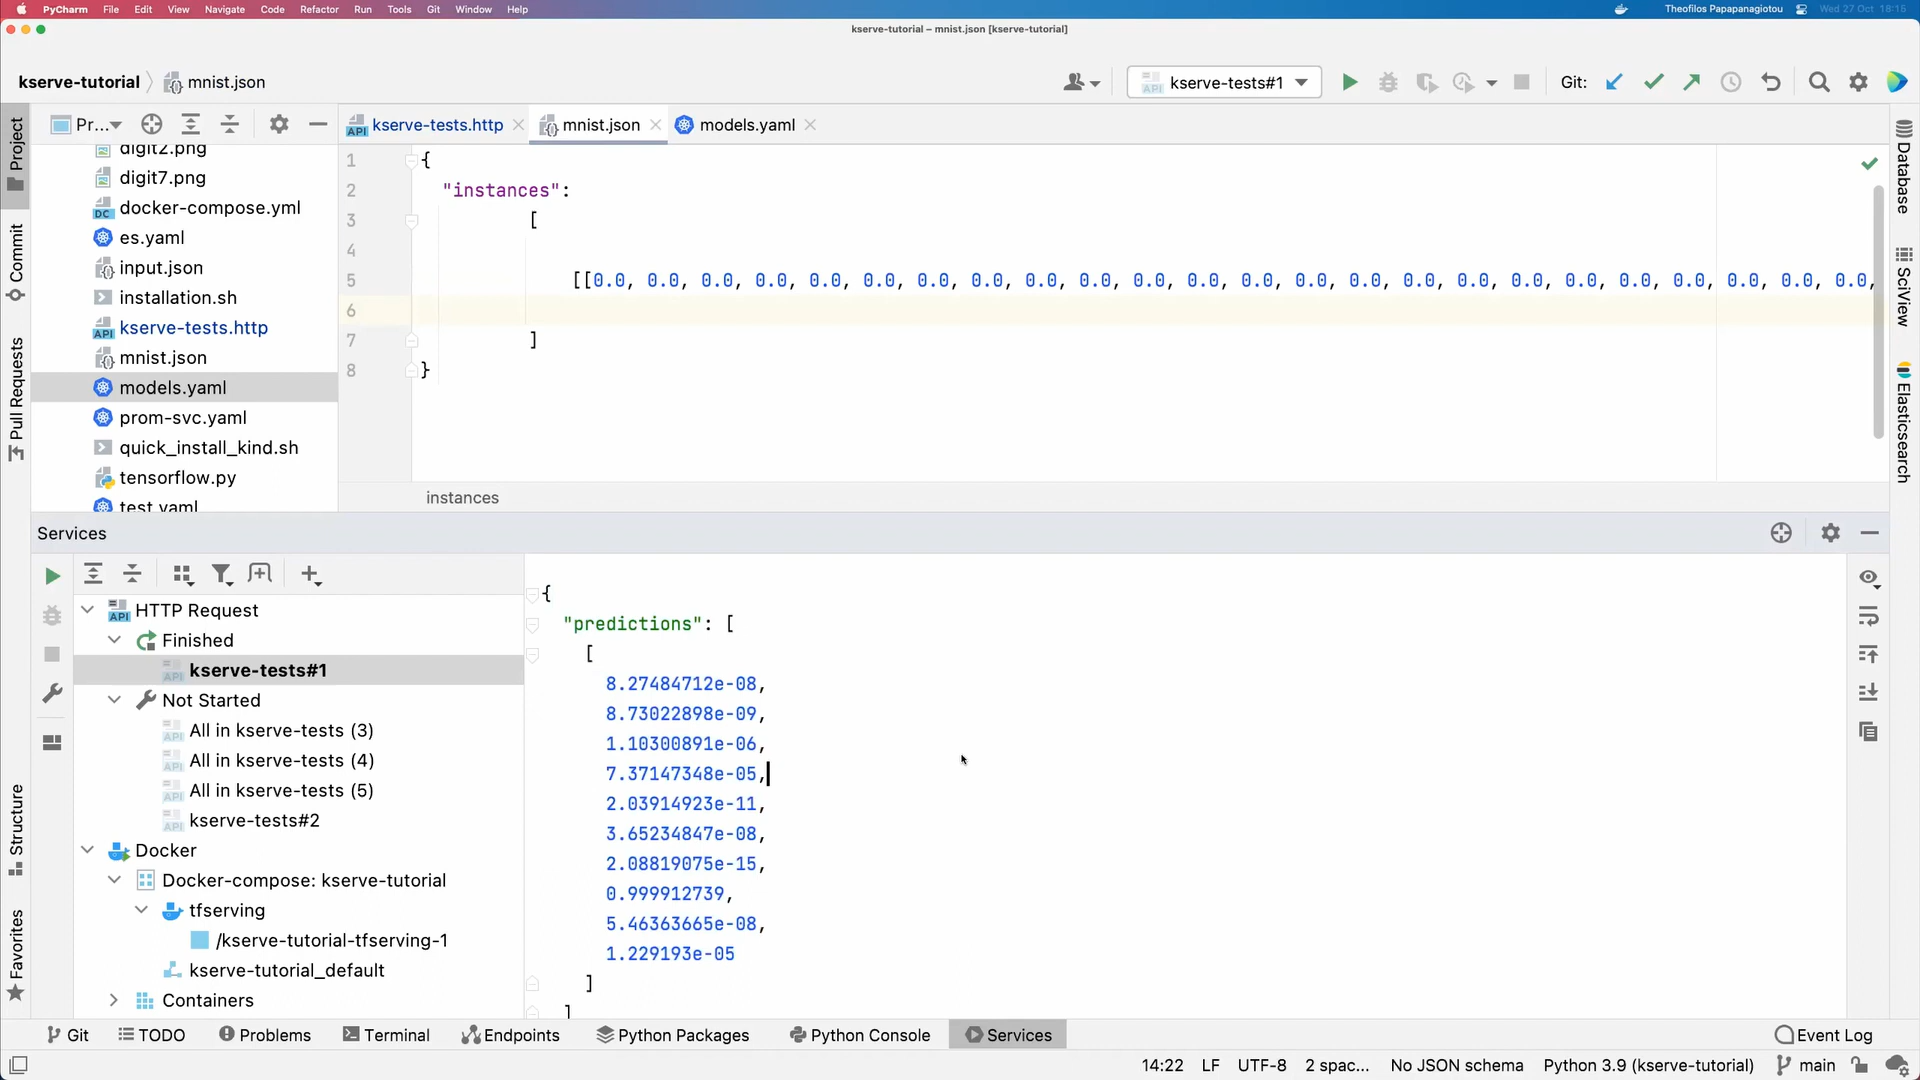 PyCharm File Edit View Navigate Code Refactor Run Tools Git Window Help Theofilos Papapanagiotou Wed 27 Oct 18:15
kserve-tutorial – mnist.json [kserve-tutorial]
kserve-tutorial mnist.json kserve-tests#1 Git:
Pr... kserve-tests.http mnist.json models.yaml
Project
Commit
Pull Requests
Structure
Favorites
digit2.png
digit7.png
docker-compose.yml
es.yaml
input.json
installation.sh
kserve-tests.http
mnist.json
models.yaml
prom-svc.yaml
quick_install_kind.sh
tensorflow.py
test.yaml
1 {
2 "instances":
3 [
4
5 [[0.0, 0.0, 0.0, 0.0, 0.0, 0.0, 0.0, 0.0, 0.0, 0.0, 0.0, 0.0, 0.0, 0.0, 0.0, 0.0, 0.0, 0.0, 0.0, 0.0, 0.0, 0.0, 0.0, 0.0,
6
7 ]
8 }
instances
Database
SciView
Elasticsearch
Services
HTTP Request
Finished
kserve-tests#1
Not Started
All in kserve-tests (3)
All in kserve-tests (4)
All in kserve-tests (5)
kserve-tests#2
Docker
Docker-compose: kserve-tutorial
tfserving
/kserve-tutorial-tfserving-1
kserve-tutorial_default
Containers
{
"predictions": [
[
8.27484712e-08,
8.73022898e-09,
1.10300891e-06,
7.37147348e-05,
2.03914923e-11,
3.65234847e-08,
2.08819075e-15,
0.999912739,
5.46363665e-08,
1.229193e-05
]
]
Git TODO Problems Terminal Endpoints Python Packages Python Console Services Event Log
14:22 LF UTF-8 2 spac... No JSON schema Python 3.9 (kserve-tutorial) main